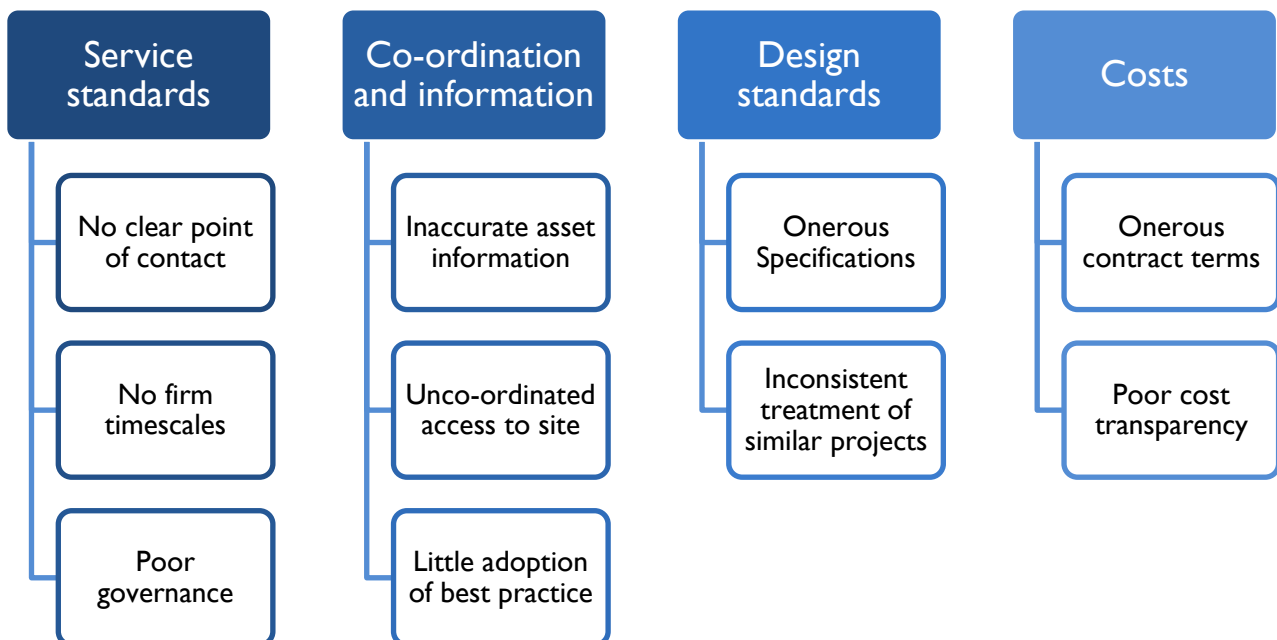 Service
standards
No clear point
of contact
No firm
timescales
Poor
governance
Co-ordination
and information
Inaccurate asset
information
Unco-ordinated
access to site
Little adoption
of best practice
Design
standards
Onerous
Specifications
Inconsistent
treatment of
similar projects
Costs
Onerous
contract terms
Poor cost
transparency